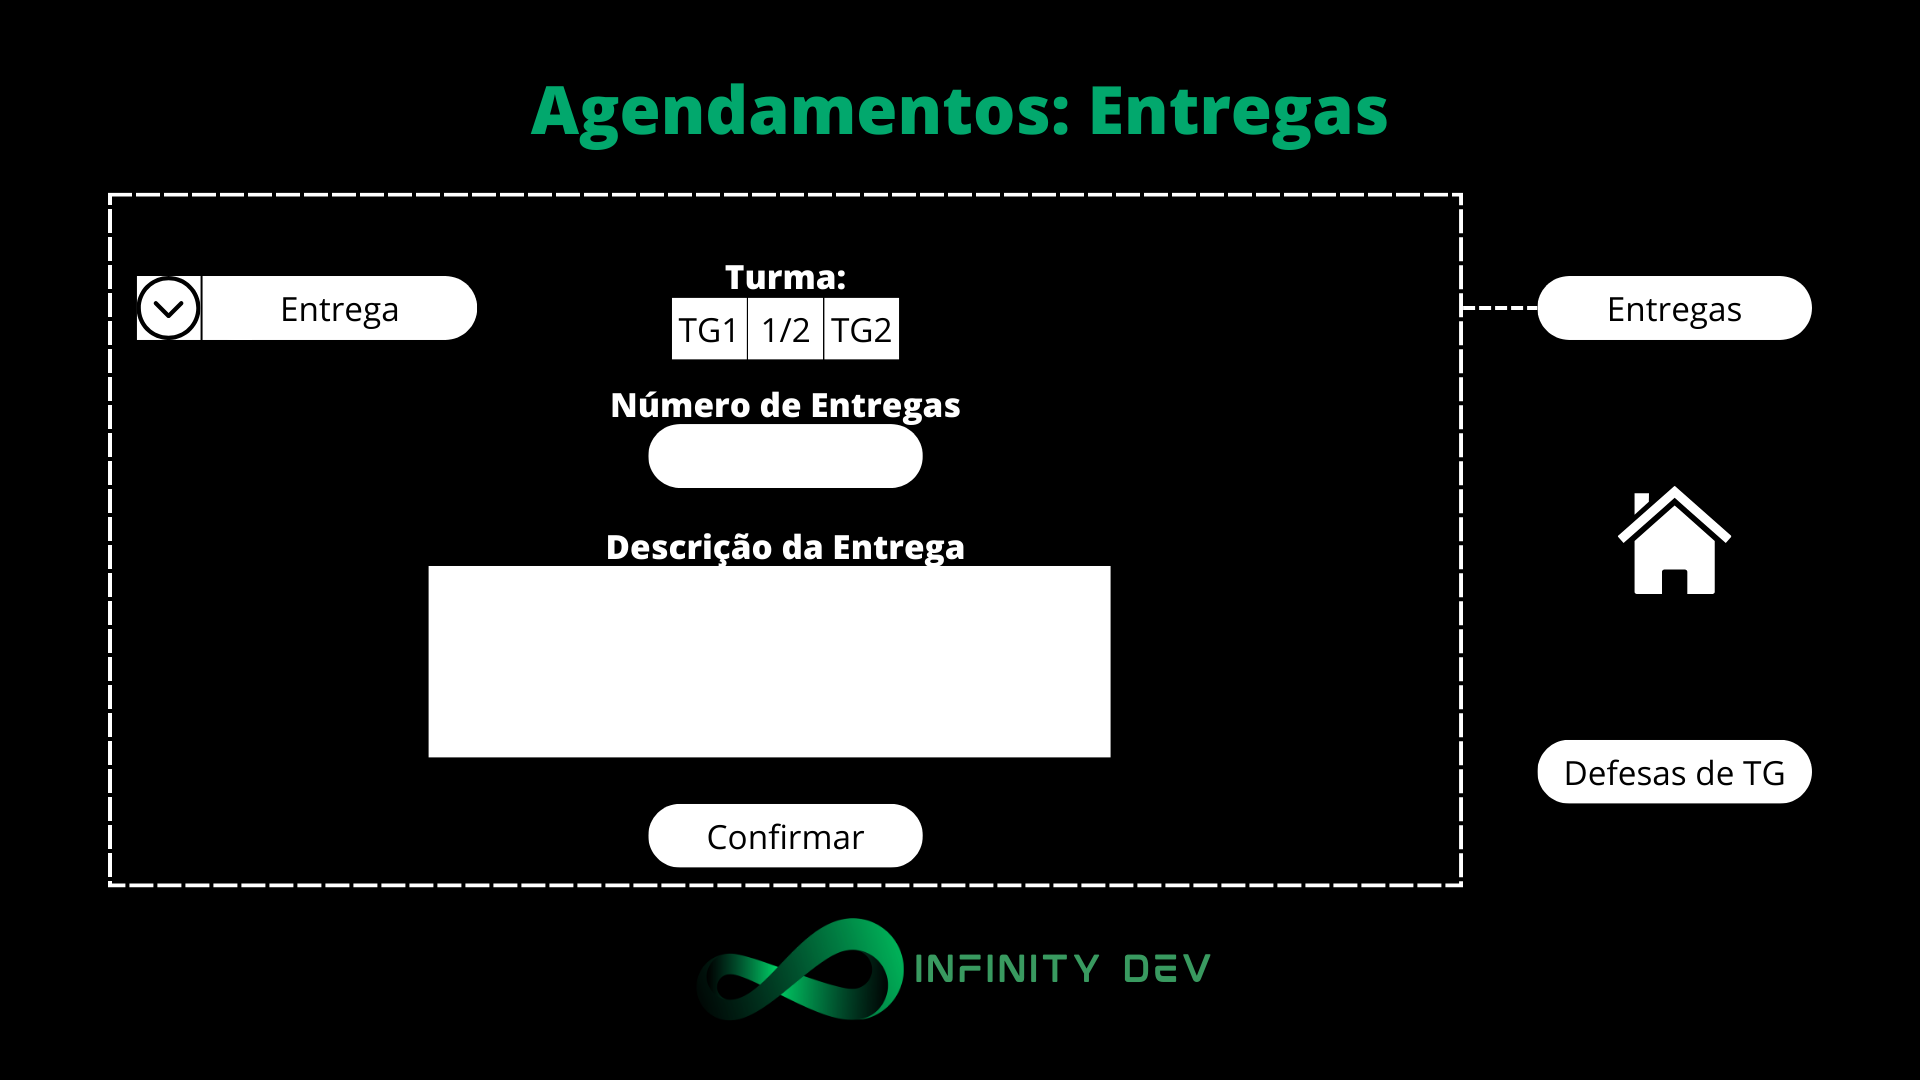 Agendamentos: Entregas
Entrega
Turma:
TG1 1/2 TG2
Número de Entregas
Descrição da Entrega
Confirmar
Entregas
Defesas de TG
INFINITY DEV